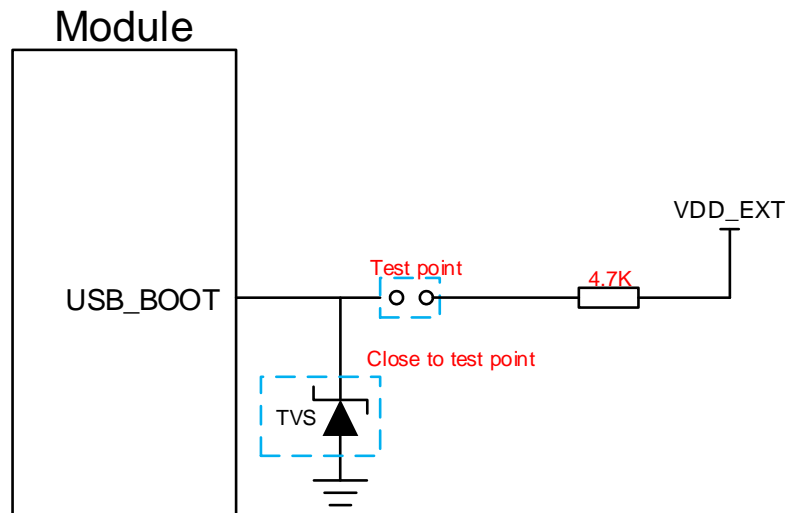 Module
VDD_EXT
Test point
4.7K
USB_BOOT
Close to test point
TVS